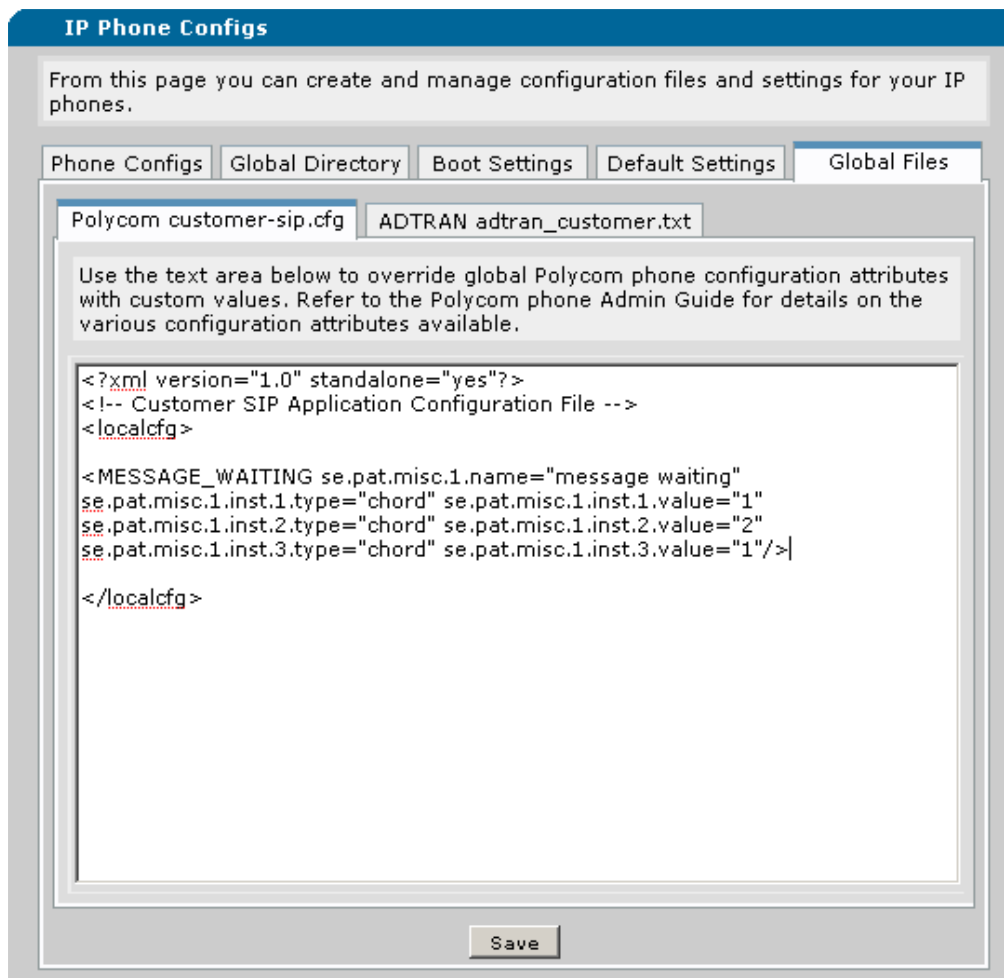 IP Phone Configs
From this page you can create and manage configuration files and settings for your IP
phones.
Phone Configs
Global Directory
Boot Settings
Default Settings
Global Files
Polycom customer-sip.cfg
ADTRAN adtran_customer.txt
Use the text area below to override global Polycom phone configuration attributes
with custom values. Refer to the Polycom phone Admin Guide for details on the
various configuration attributes available.
<?xml version="1.0" standalone="yes"?>
<!-- Customer SIP Application Configuration File -->
<localcfg>
<MESSAGE_WAITING se.pat.misc.1.name="message waiting"
se.pat.misc.1.inst.1.type="chord" se.pat.misc.1.inst.1.value="1"
se.pat.misc.1.inst.2.type="chord" se.pat.misc.1.inst.2.value="2"
se.pat.misc.1.inst.3.type="chord" se.pat.misc.1.inst.3.value="1"/>
</localcfg>
Save